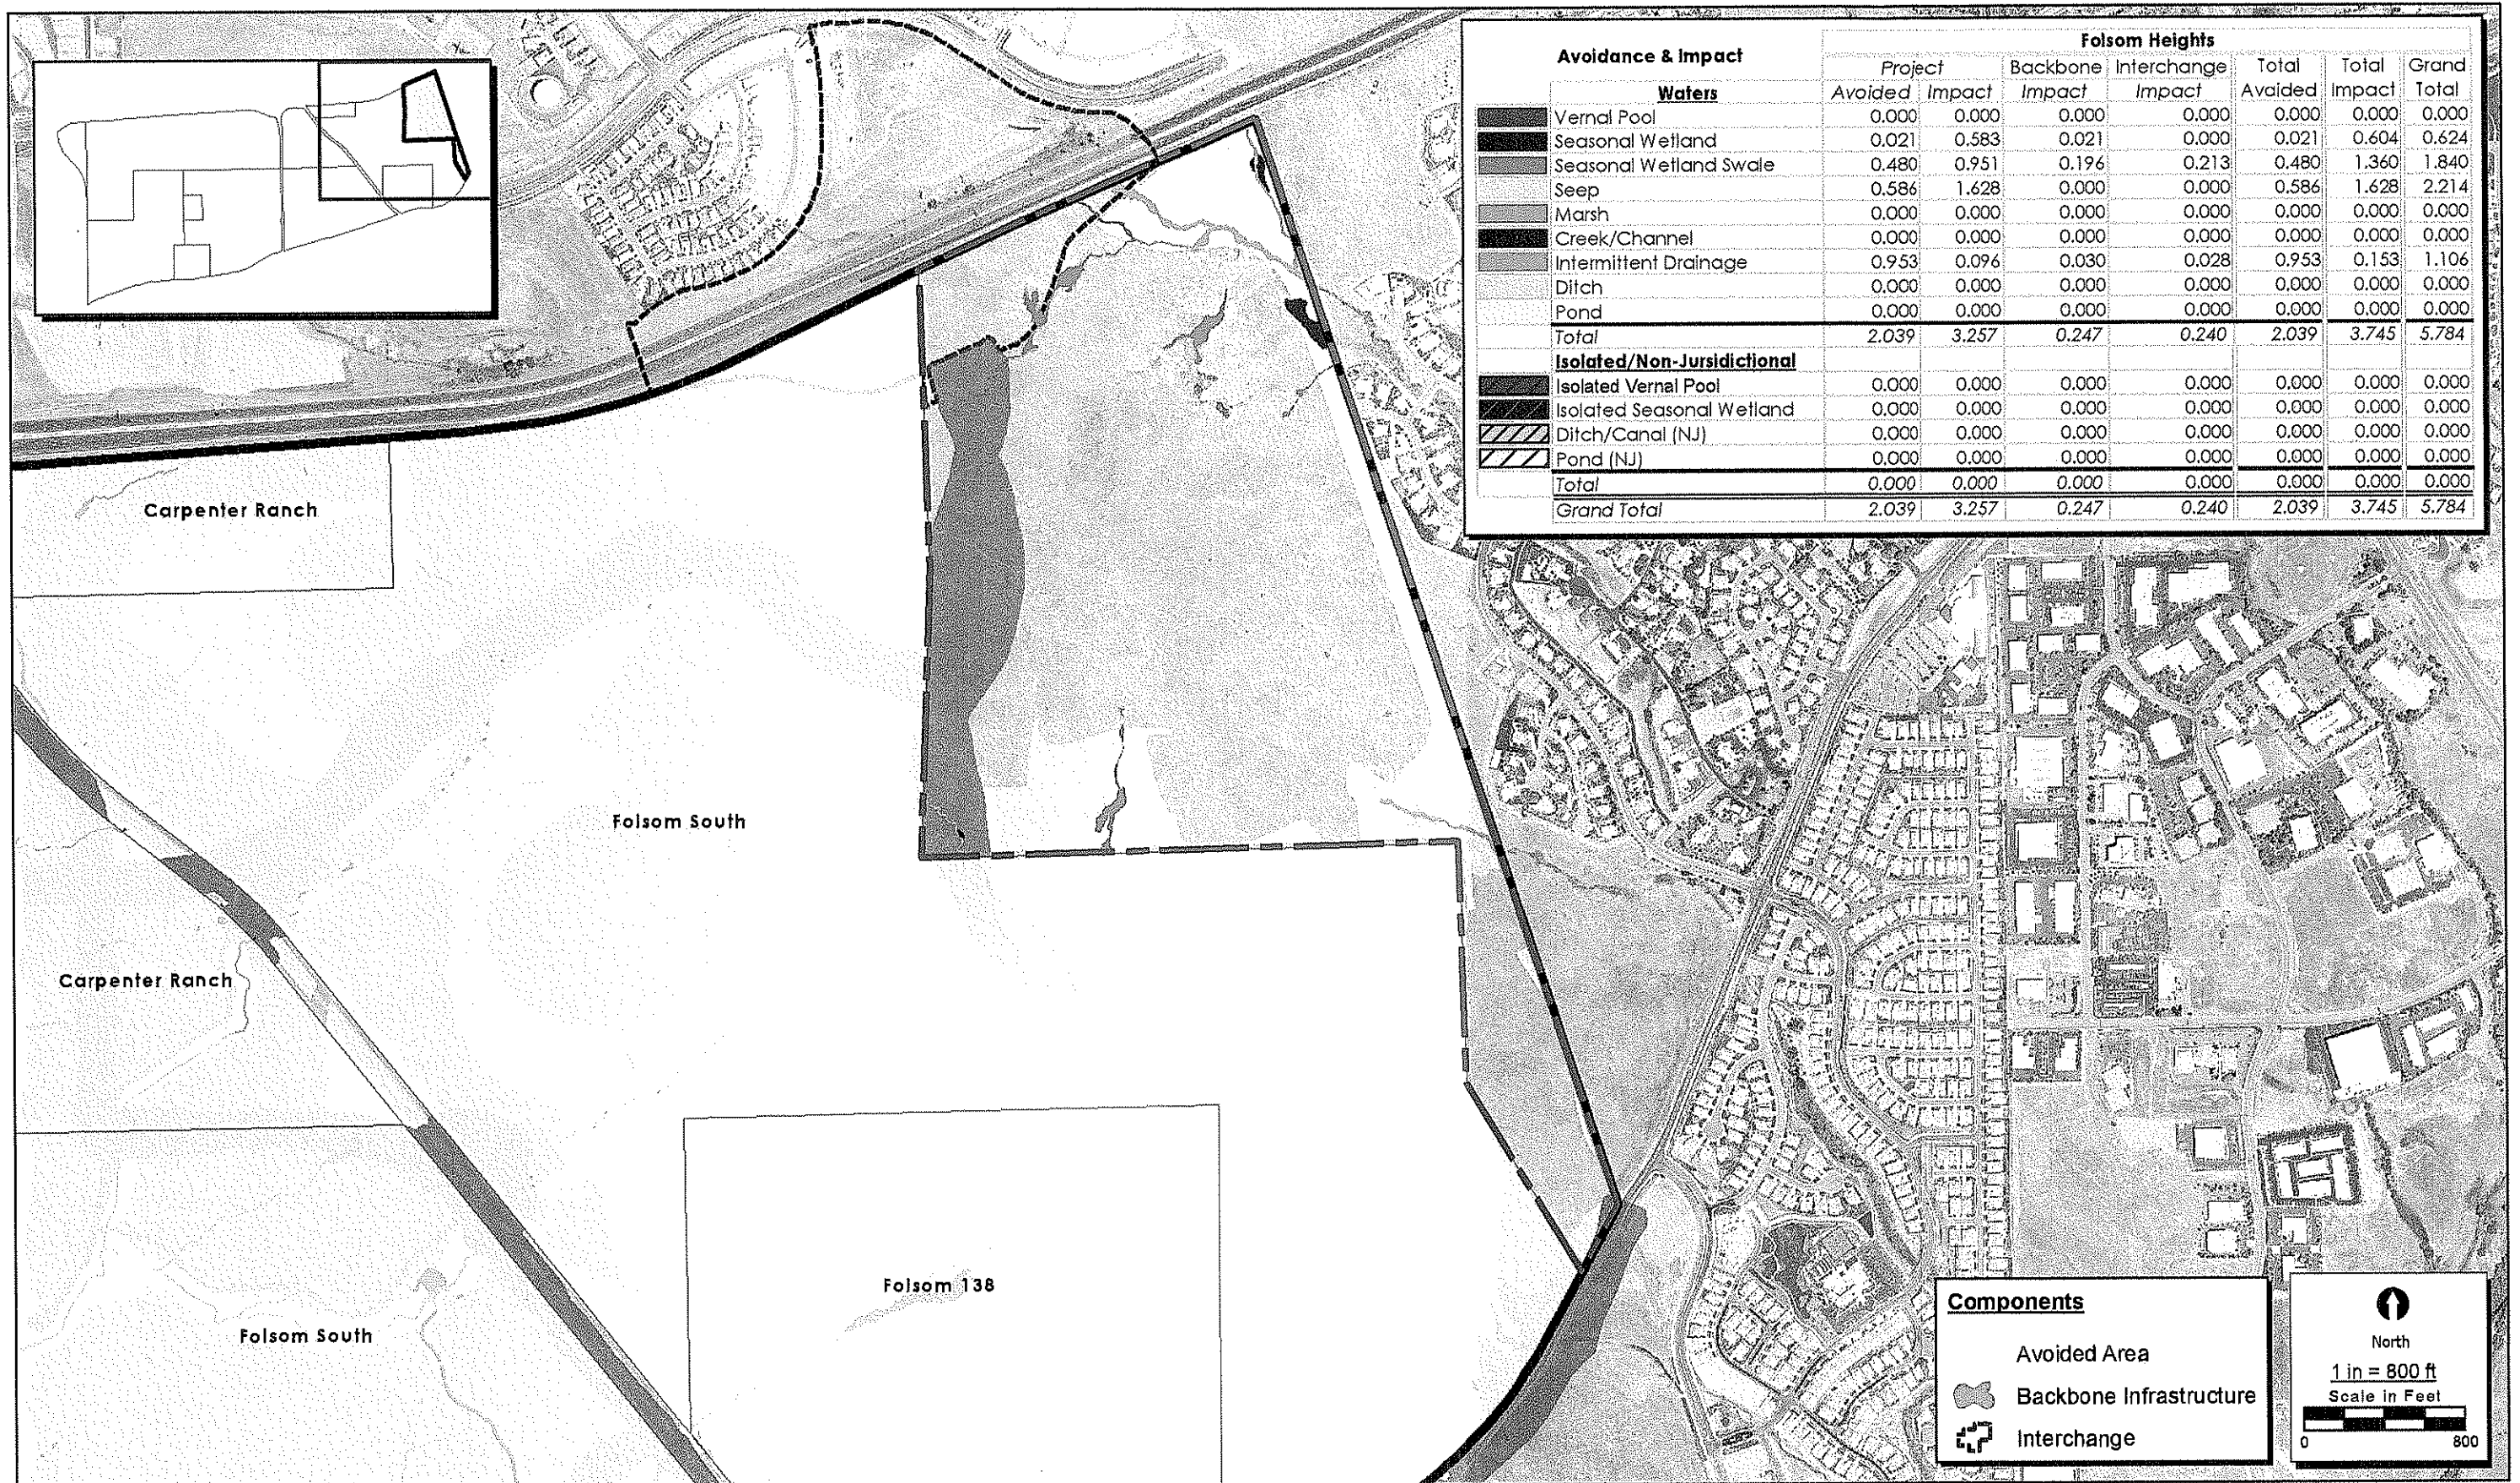 Avoidance & Impact
Folsom Heights
Project Backbone Interchange Total Total Grand
Waters Avoided Impact Impact Impact Avoided Impact Total
Vernal Pool 0.000 0.000 0.000 0.000 0.000 0.000 0.000
Seasonal Wetland 0.021 0.583 0.021 0.000 0.021 0.604 0.624
Seasonal Wetland Swale 0.480 0.951 0.196 0.213 0.480 1.360 1.840
Seep 0.586 1.628 0.000 0.000 0.586 1.628 2.214
Marsh 0.000 0.000 0.000 0.000 0.000 0.000 0.000
Creek/Channel 0.000 0.000 0.000 0.000 0.000 0.000 0.000
Intermittent Drainage 0.953 0.096 0.030 0.028 0.953 0.153 1.106
Ditch 0.000 0.000 0.000 0.000 0.000 0.000 0.000
Pond 0.000 0.000 0.000 0.000 0.000 0.000 0.000
Total 2.039 3.257 0.247 0.240 2.039 3.745 5.784
Isolated/Non-Jursidictional
Isolated Vernal Pool 0.000 0.000 0.000 0.000 0.000 0.000 0.000
Isolated Seasonal Wetland 0.000 0.000 0.000 0.000 0.000 0.000 0.000
Ditch/Canal (NJ) 0.000 0.000 0.000 0.000 0.000 0.000 0.000
Pond (NJ) 0.000 0.000 0.000 0.000 0.000 0.000 0.000
Total 0.000 0.000 0.000 0.000 0.000 0.000 0.000
Grand Total 2.039 3.257 0.247 0.240 2.039 3.745 5.784
Carpenter Ranch
Folsom South
Carpenter Ranch
Folsom 138
Folsom South
Components
Avoided Area
Backbone Infrastructure
Interchange
North
1 in = 800 ft
Scale in Feet
0 800